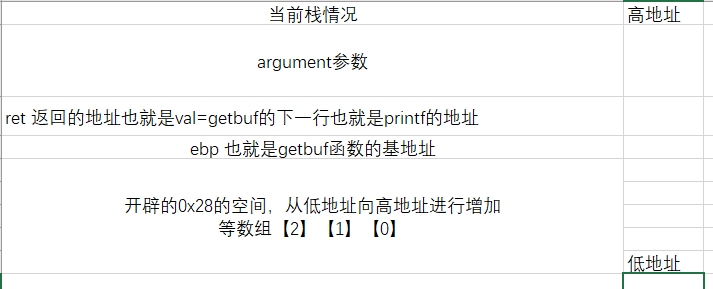 当前栈情况 高地址
argument参数
ret 返回的地址也就是val=getbuf的下一行也就是printf的地址
ebp 也就是getbuf函数的基地址
开辟的0x28的空间，从低地址向高地址进行增加
等数组【2】【1】【0】
低地址